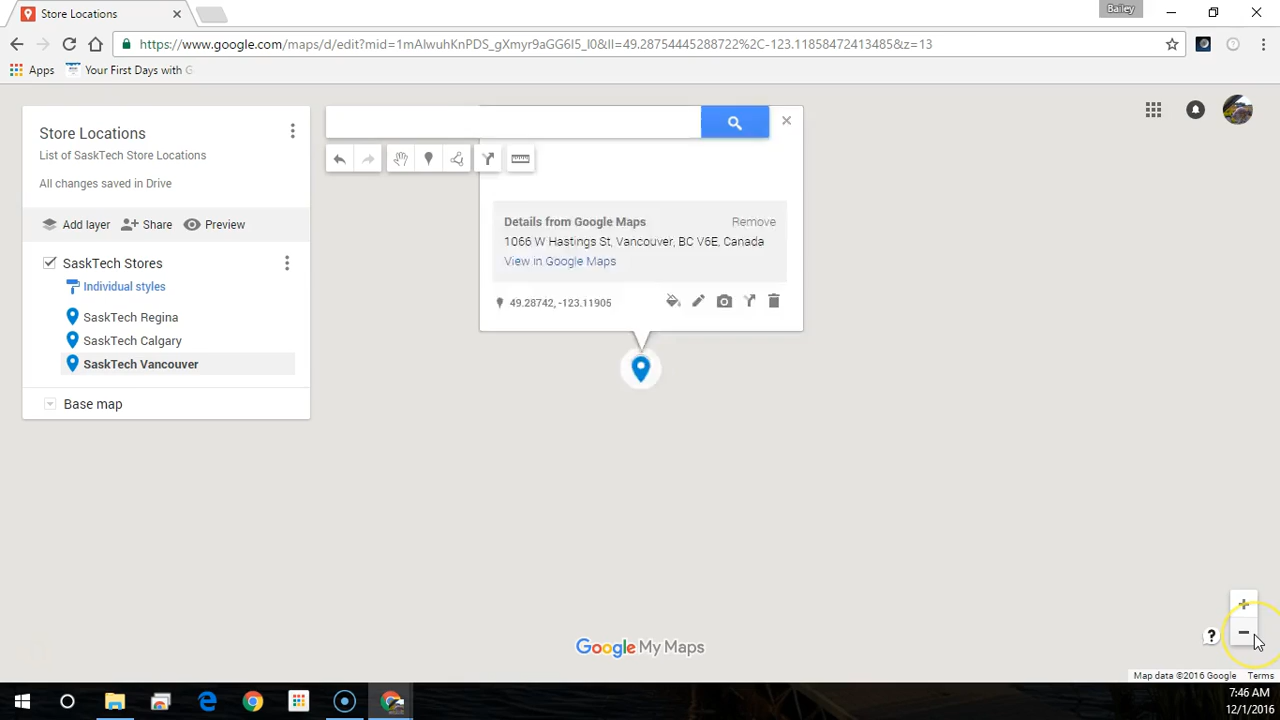 Store Locations
Bailey
https://www.google.com/maps/d/edit?mid=1mAlwuhKnPDS_gXmyr9aGG6I5_I0&ll=49.28754445288722%2C-123.11858472413485&z=13
Apps
Your First Days with G
Store Locations
List of SaskTech Store Locations
All changes saved in Drive
Add layer
Share
Preview
SaskTech Stores
Individual styles
SaskTech Regina
SaskTech Calgary
SaskTech Vancouver
Base map
Details from Google Maps
Remove
1066 W Hastings St, Vancouver, BC V6E, Canada
View in Google Maps
49.28742, -123.11905
+
−
?
Google My Maps
Map data ©2016 Google
Terms
7:46 AM
12/1/2016